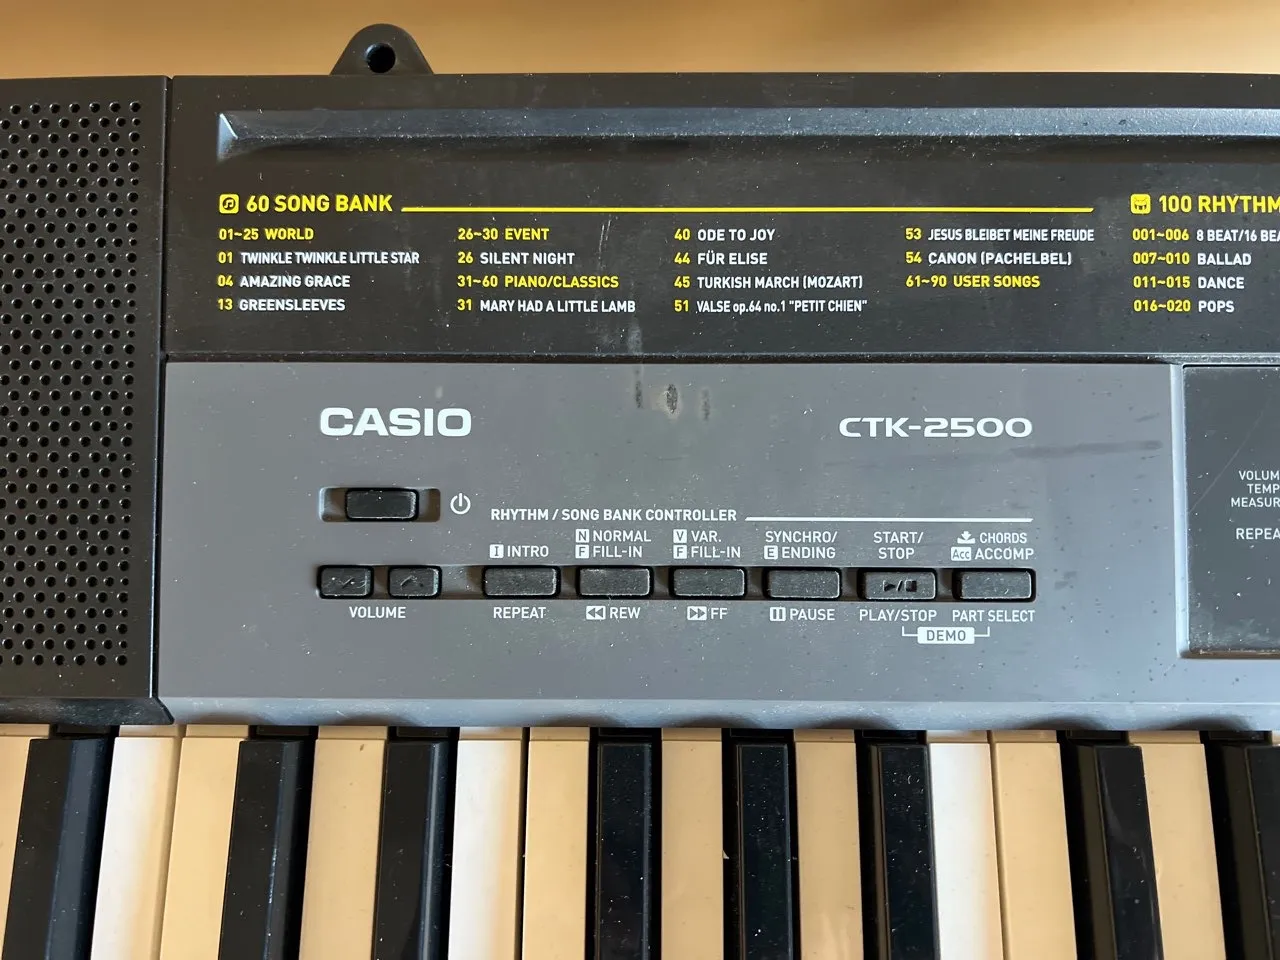 60 SONG BANK
01~25 WORLD
01 TWINKLE TWINKLE LITTLE STAR
04 AMAZING GRACE
13 GREENSLEEVES
26~30 EVENT
26 SILENT NIGHT
31~60 PIANO/CLASSICS
31 MARY HAD A LITTLE LAMB
40 ODE TO JOY
44 FÜR ELISE
45 TURKISH MARCH (MOZART)
51 VALSE op.64 no.1 "PETIT CHIEN"
53 JESUS BLEIBET MEINE FREUDE
54 CANON (PACHELBEL)
61~90 USER SONGS
100 RHYTHM
001~006 8 BEAT/16 BEA
007~010 BALLAD
011~015 DANCE
016~020 POPS
CASIO
CTK-2500
RHYTHM / SONG BANK CONTROLLER
I INTRO
N NORMAL
F FILL-IN
V VAR.
F FILL-IN
SYNCHRO/
E ENDING
START/
STOP
CHORDS
Acc ACCOMP
VOLUME
REPEAT
REW
FF
PAUSE
PLAY/STOP
PART SELECT
DEMO
VOLUM
TEMP
MEASUR
REPEA